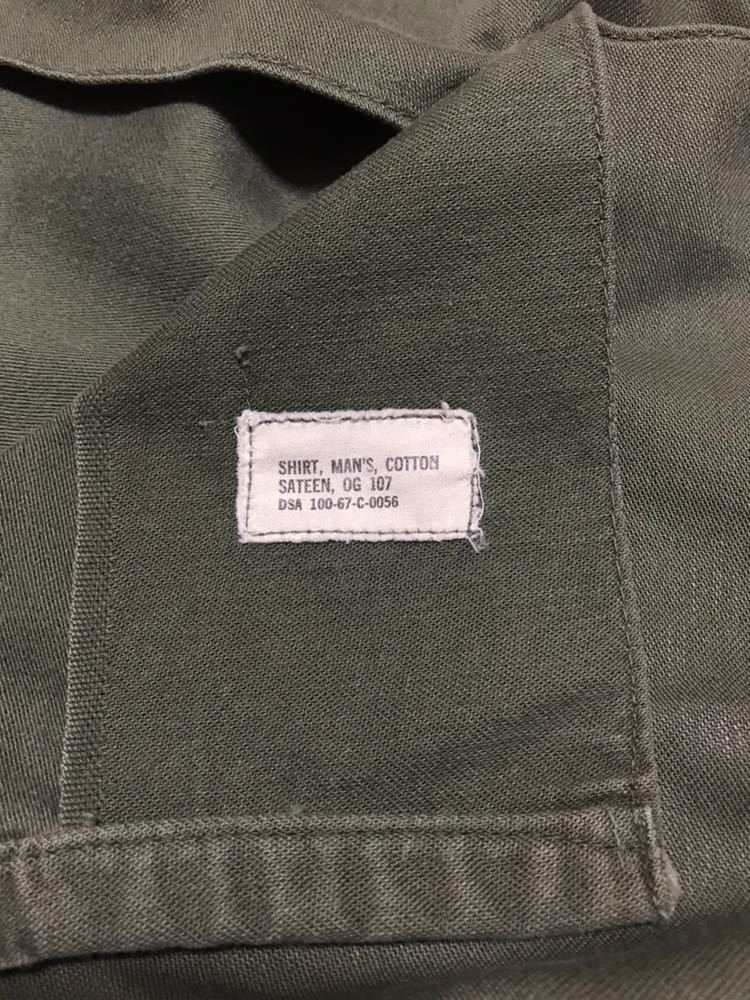 SHIRT, MAN'S, COTTON
SATEEN, OG 107
DSA 100-67-C-0056